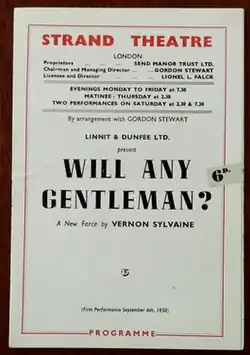 STRAND THEATRE
LONDON
Proprietors . . . . SEND MANOR TRUST LTD.
Chairman and Managing Director . . . GORDON STEWART
Licensee and Director . . . . LIONEL L. FALCK
EVENINGS MONDAY TO FRIDAY at 7.30
MATINEE: THURSDAY at 2.30
TWO PERFORMANCES ON SATURDAY at 5.30 & 7.30
By arrangement with GORDON STEWART
LINNIT & DUNFEE LTD.
present
WILL ANY
GENTLEMAN?
6D.
A New Farce by VERNON SYLVAINE
(First Performance September 6th, 1950)
PROGRAMME